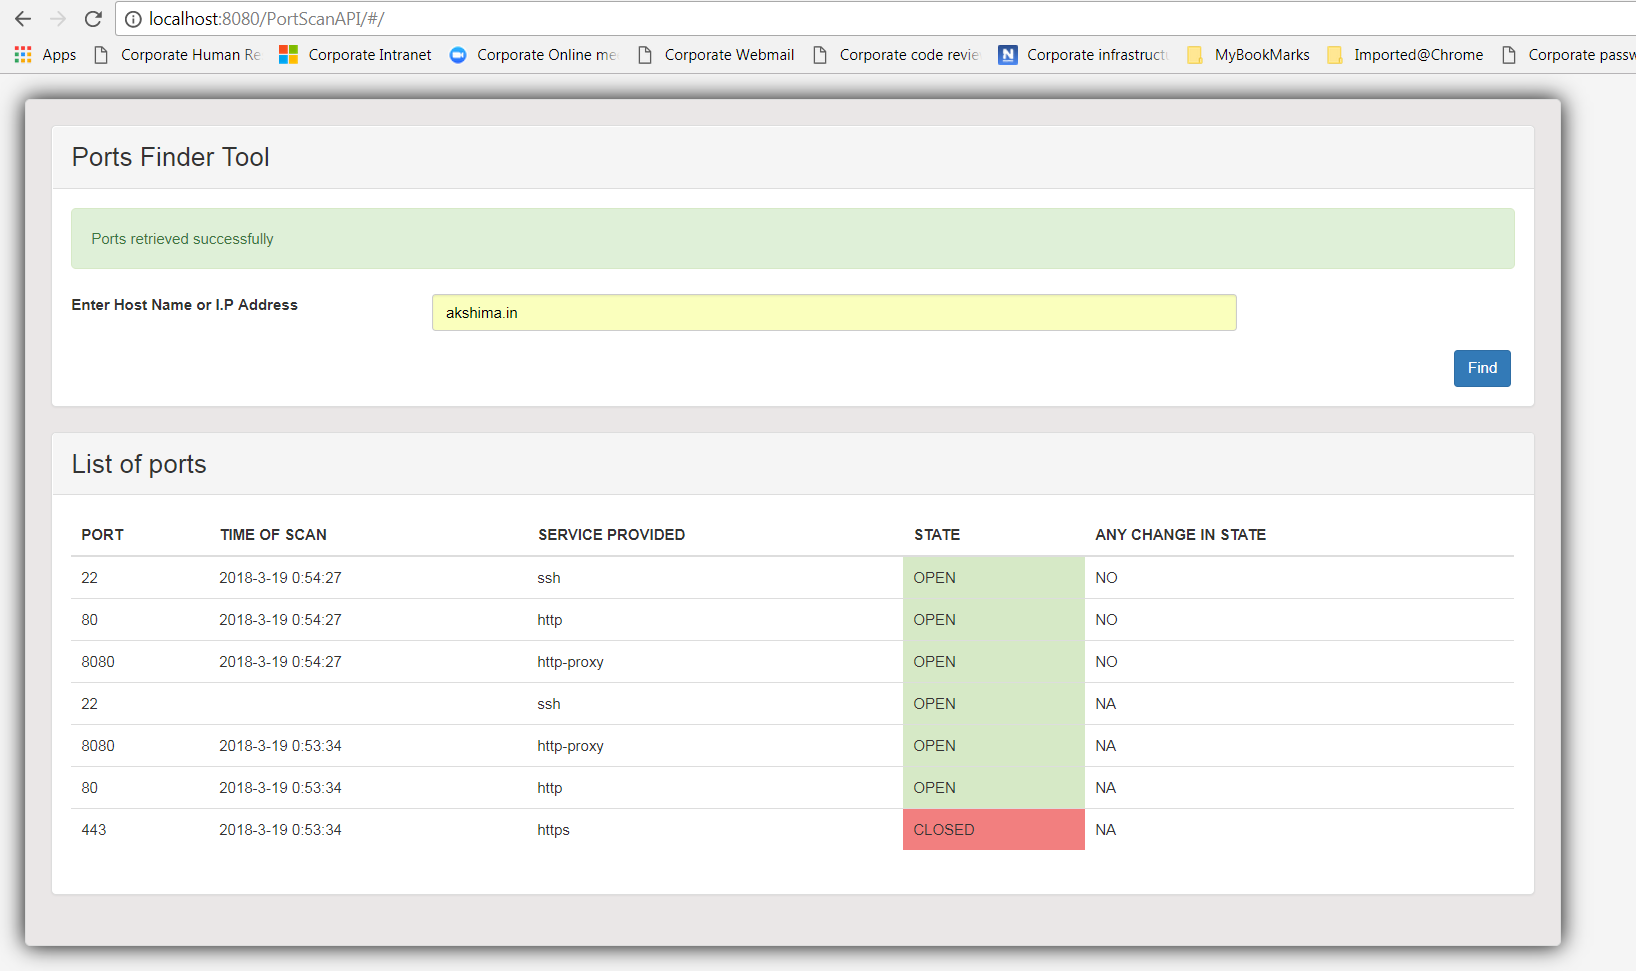 localhost:8080/PortScanAPI/#/
Apps Corporate Human Re Corporate Intranet Corporate Online me Corporate Webmail Corporate code revie Corporate infrastruct MyBookMarks Imported@Chrome Corporate passw
Ports Finder Tool
Ports retrieved successfully
Enter Host Name or I.P Address akshima.in
Find
List of ports
PORT TIME OF SCAN SERVICE PROVIDED STATE ANY CHANGE IN STATE
22 2018-3-19 0:54:27 ssh OPEN NO
80 2018-3-19 0:54:27 http OPEN NO
8080 2018-3-19 0:54:27 http-proxy OPEN NO
22 ssh OPEN NA
8080 2018-3-19 0:53:34 http-proxy OPEN NA
80 2018-3-19 0:53:34 http OPEN NA
443 2018-3-19 0:53:34 https CLOSED NA